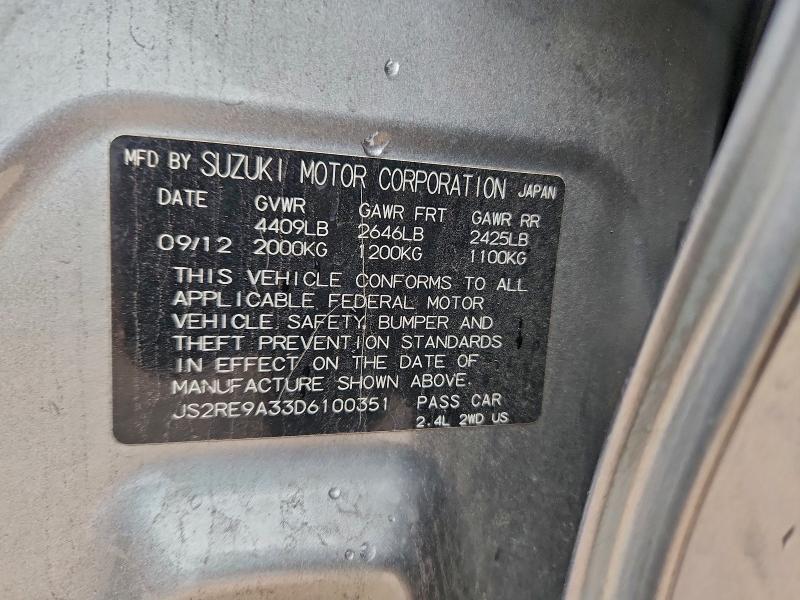 MFD BY SUZUKI MOTOR CORPORATION JAPAN
DATE GVWR GAWR FRT GAWR RR
4409LB 2646LB 2425LB
09/12 2000KG 1200KG 1100KG
THIS VEHICLE CONFORMS TO ALL
APPLICABLE FEDERAL MOTOR
VEHICLE SAFETY, BUMPER AND
THEFT PREVENTION STANDARDS
IN EFFECT ON THE DATE OF
MANUFACTURE SHOWN ABOVE.
JS2RE9A33D6100351 PASS CAR
2.4L 2WD US